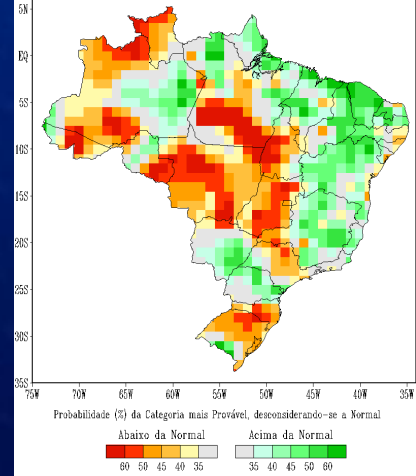 5N
EQ
5S
10S
15S
20S
25S
30S
35S
75W 70W 65W 60W 55W 50W 45W 40W 35W
Probabilidade (%) da Categoria mais Provável, desconsiderando-se a Normal
Abaixo da Normal Acima da Normal
60 50 45 40 35 35 40 45 50 60